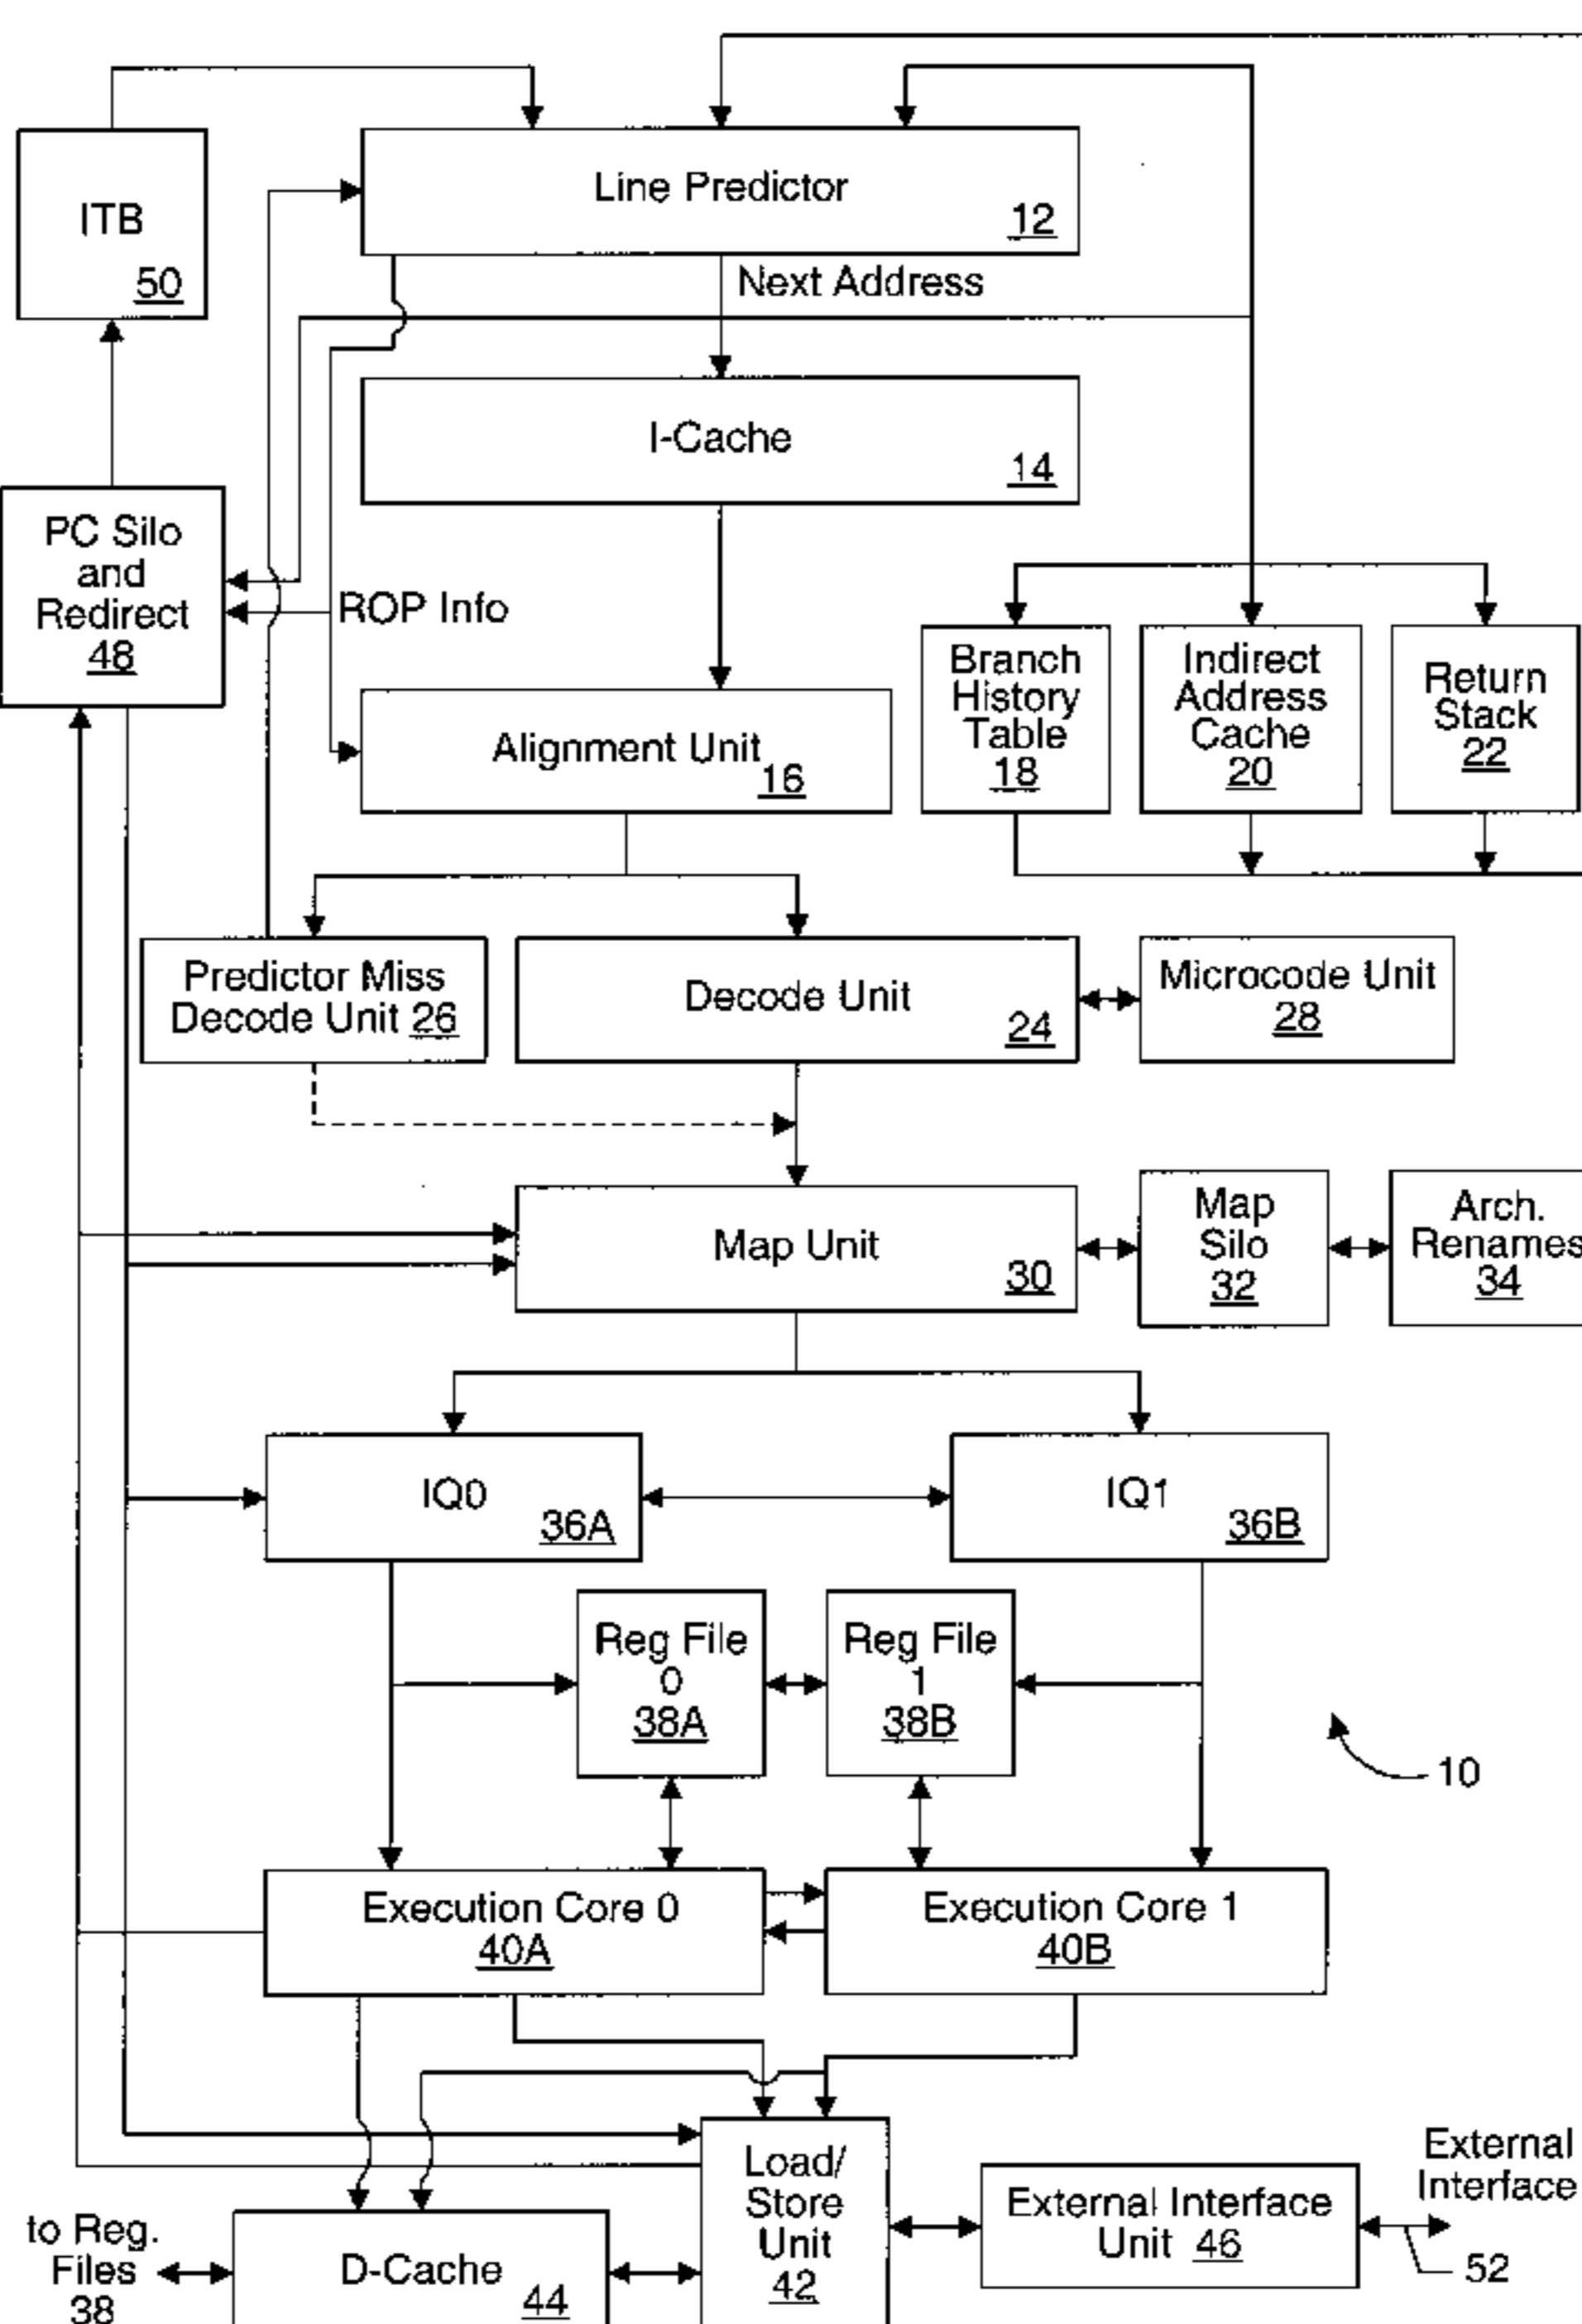 Line Predictor
12
ITB
50
Next Address
I-Cache
14
PC Silo
and
Redirect
48
ROP Info
Branch
History
Table
18
Indirect
Address
Cache
20
Return
Stack
22
Alignment Unit
16
Predictor Miss
Decode Unit 26
Decode Unit
24
Microcode Unit
28
Map Unit
30
Map
Silo
32
Arch.
Renames
34
IQ0
36A
IQ1
36B
Reg File
0
38A
Reg File
1
38B
10
Execution Core 0
40A
Execution Core 1
40B
Load/
Store
Unit
42
External Interface
Unit 46
External
Interface
52
to Reg.
Files
38
D-Cache
44